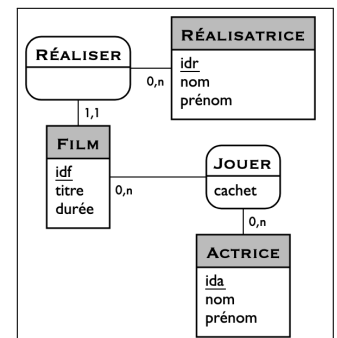 RÉALISATRICE
idr
nom
prénom
RÉALISER
0,n
1,1
FILM
idf
titre
durée
0,n
JOUER
cachet
0,n
ACTRICE
ida
nom
prénom